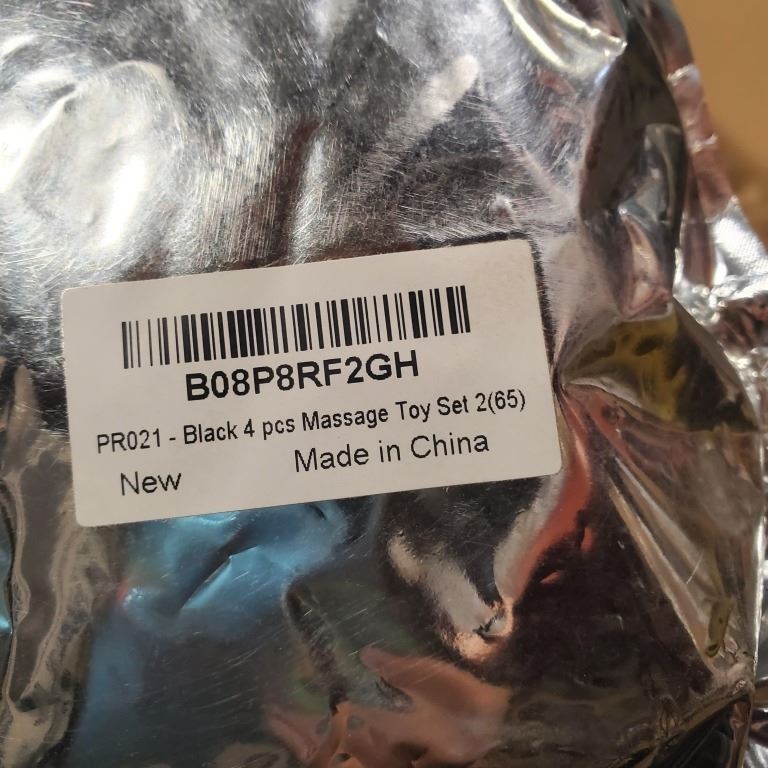 B08P8RF2GH
PR021 - Black 4 pcs Massage Toy Set 2(65)
New Made in China